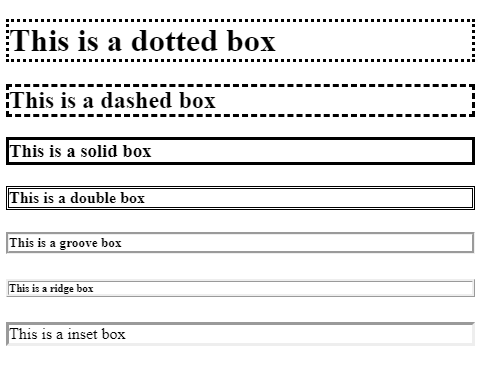 This is a dotted box
This is a dashed box
This is a solid box
This is a double box
This is a groove box
This is a ridge box
This is a inset box